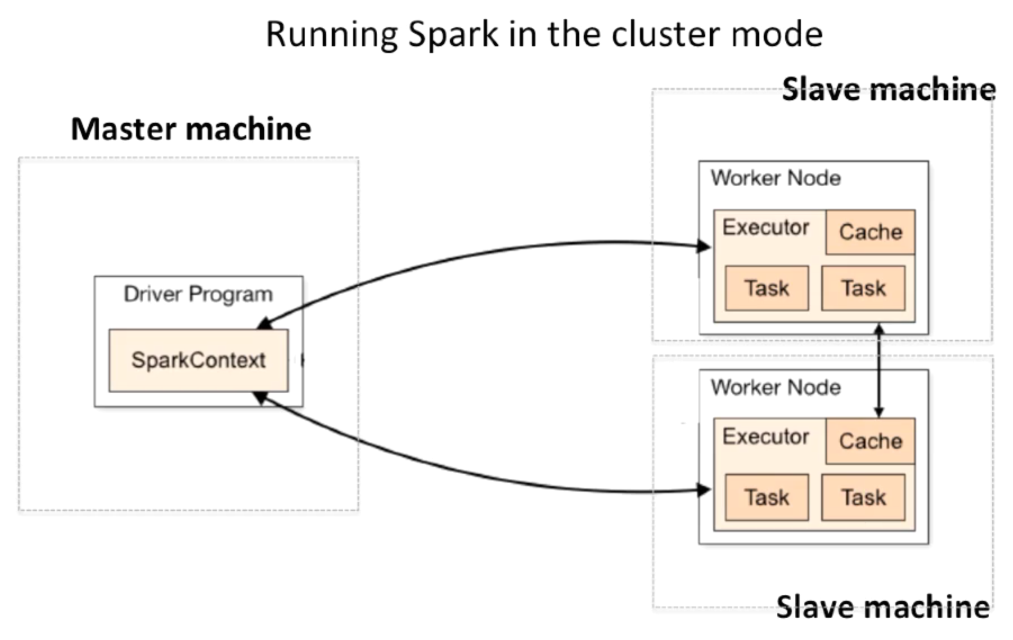 Running Spark in the cluster mode
Master machine
Driver Program
SparkContext
Slave machine
Worker Node
Executor
Cache
Task
Task
Worker Node
Executor
Cache
Task
Task
Slave machine